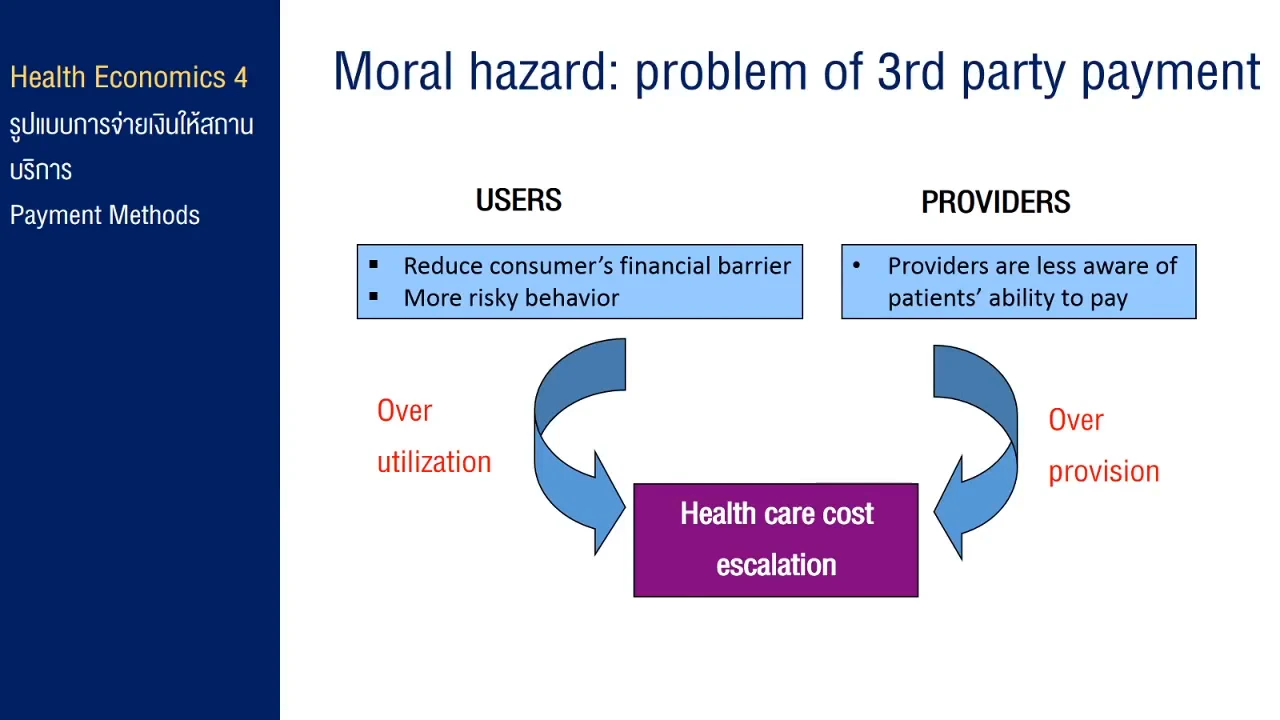 Health Economics 4
รูปแบบการจ่ายเงินให้สถาน
บริการ
Payment Methods
Moral hazard: problem of 3rd party payment
USERS
▪ Reduce consumer’s financial barrier
▪ More risky behavior
Over
utilization
PROVIDERS
• Providers are less aware of
patients’ ability to pay
Over
provision
Health care cost
escalation